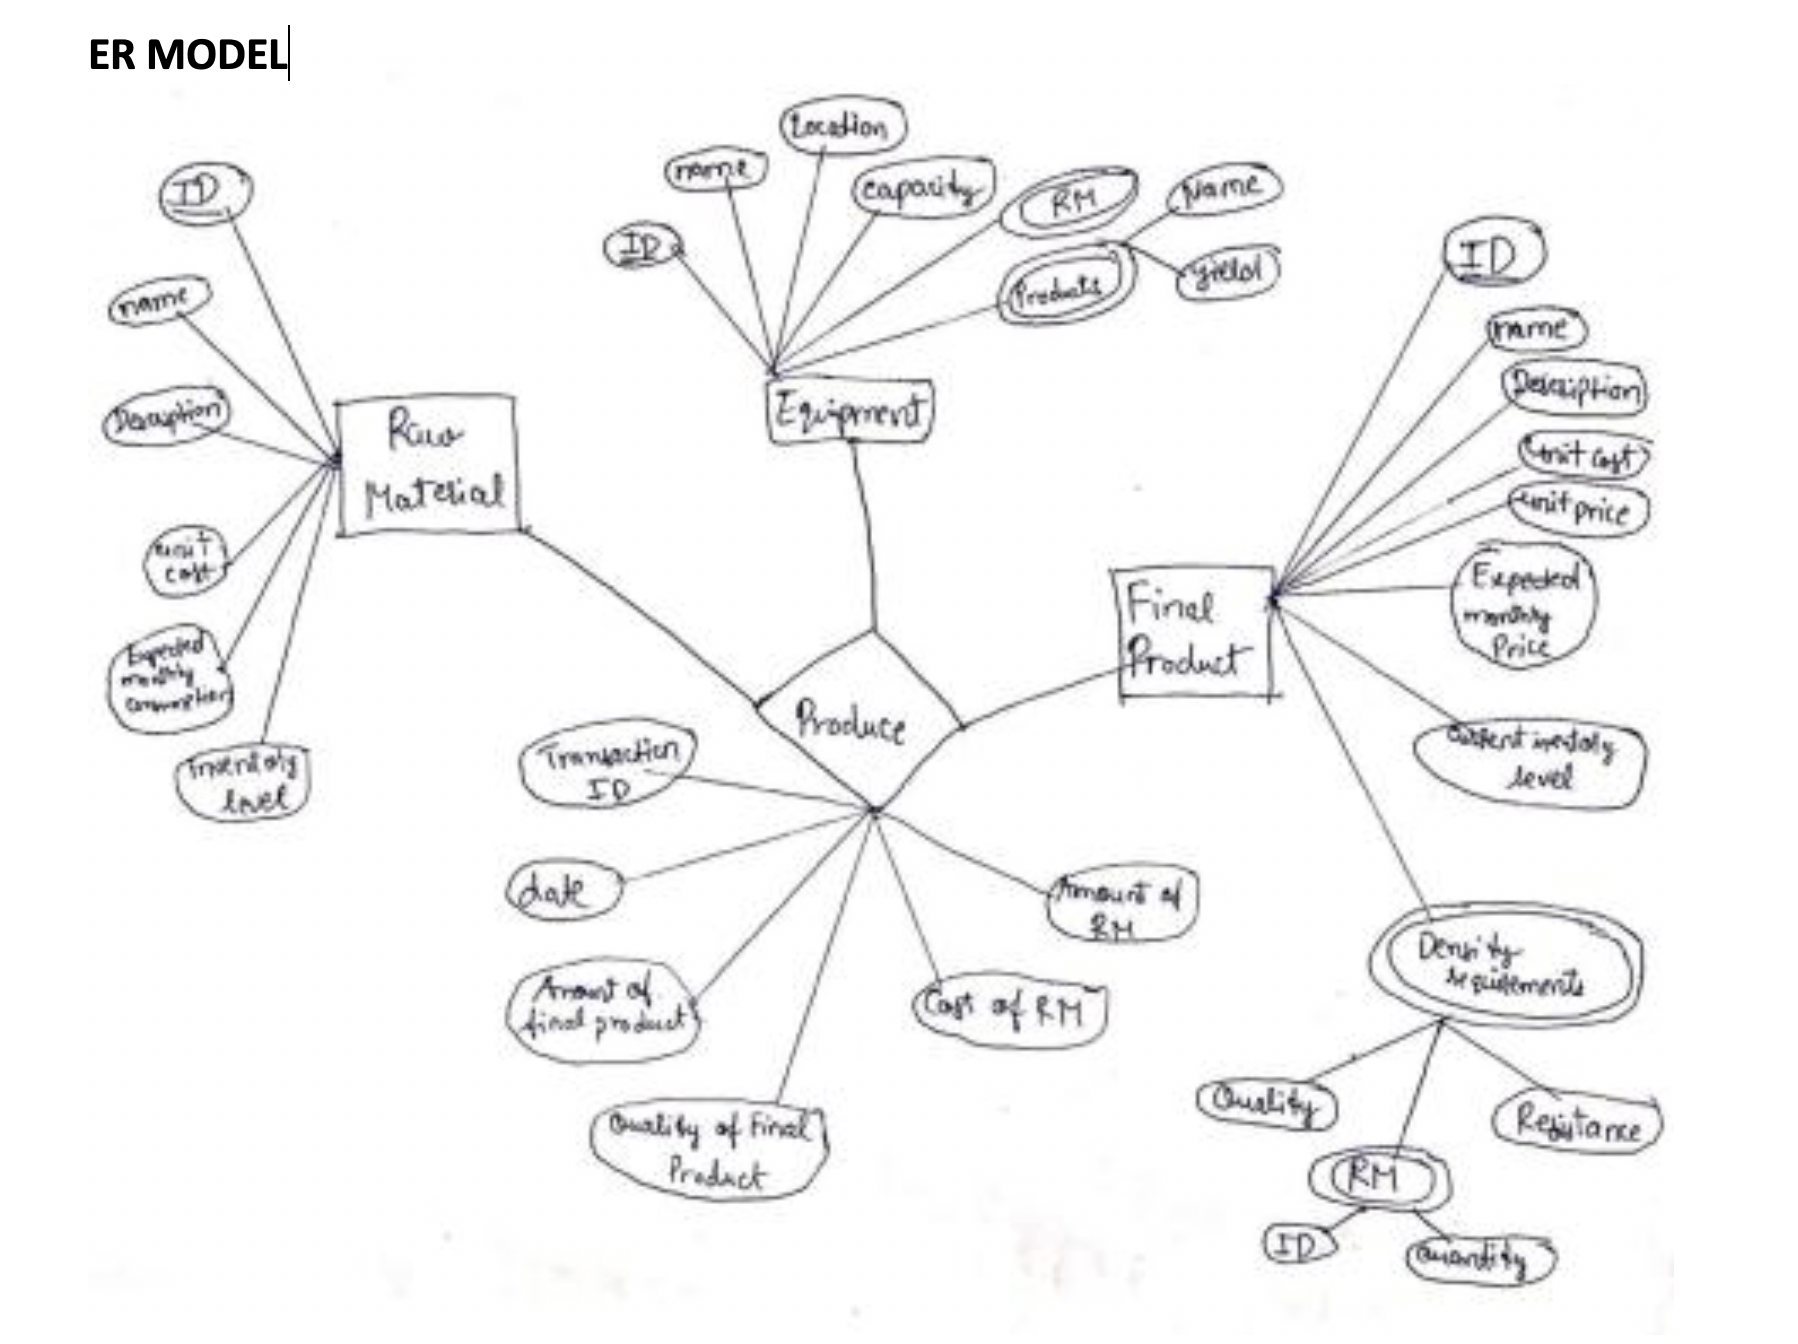 ER MODEL
Location
name
capacity
RM
Name
ID
ID
Products
yield
ID
name
name
Description
Description
Equipment
Raw
Material
unit cost
unit price
unit
cost
Expected
monthly
Price
Final
Product
Expected
monthly
consumption
Produce
Inventory
level
Transaction
ID
current inventory
level
date
Amount of
RM
Density
requirements
Amount of
final product
Cost of RM
Quality
Resistance
Quality of Final
Product
RM
ID
Quantity